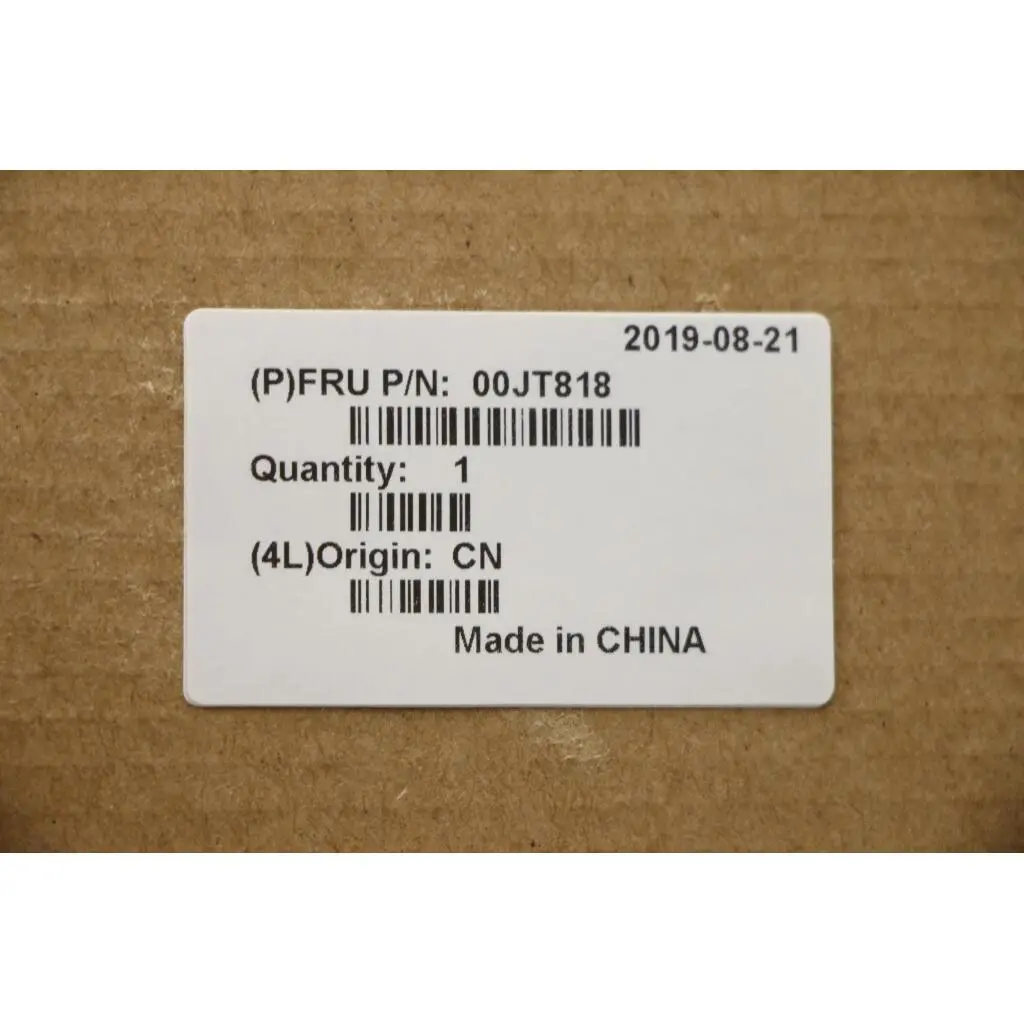 2019-08-21
(P)FRU P/N: 00JT818
Quantity: 1
(4L)Origin: CN
Made in CHINA